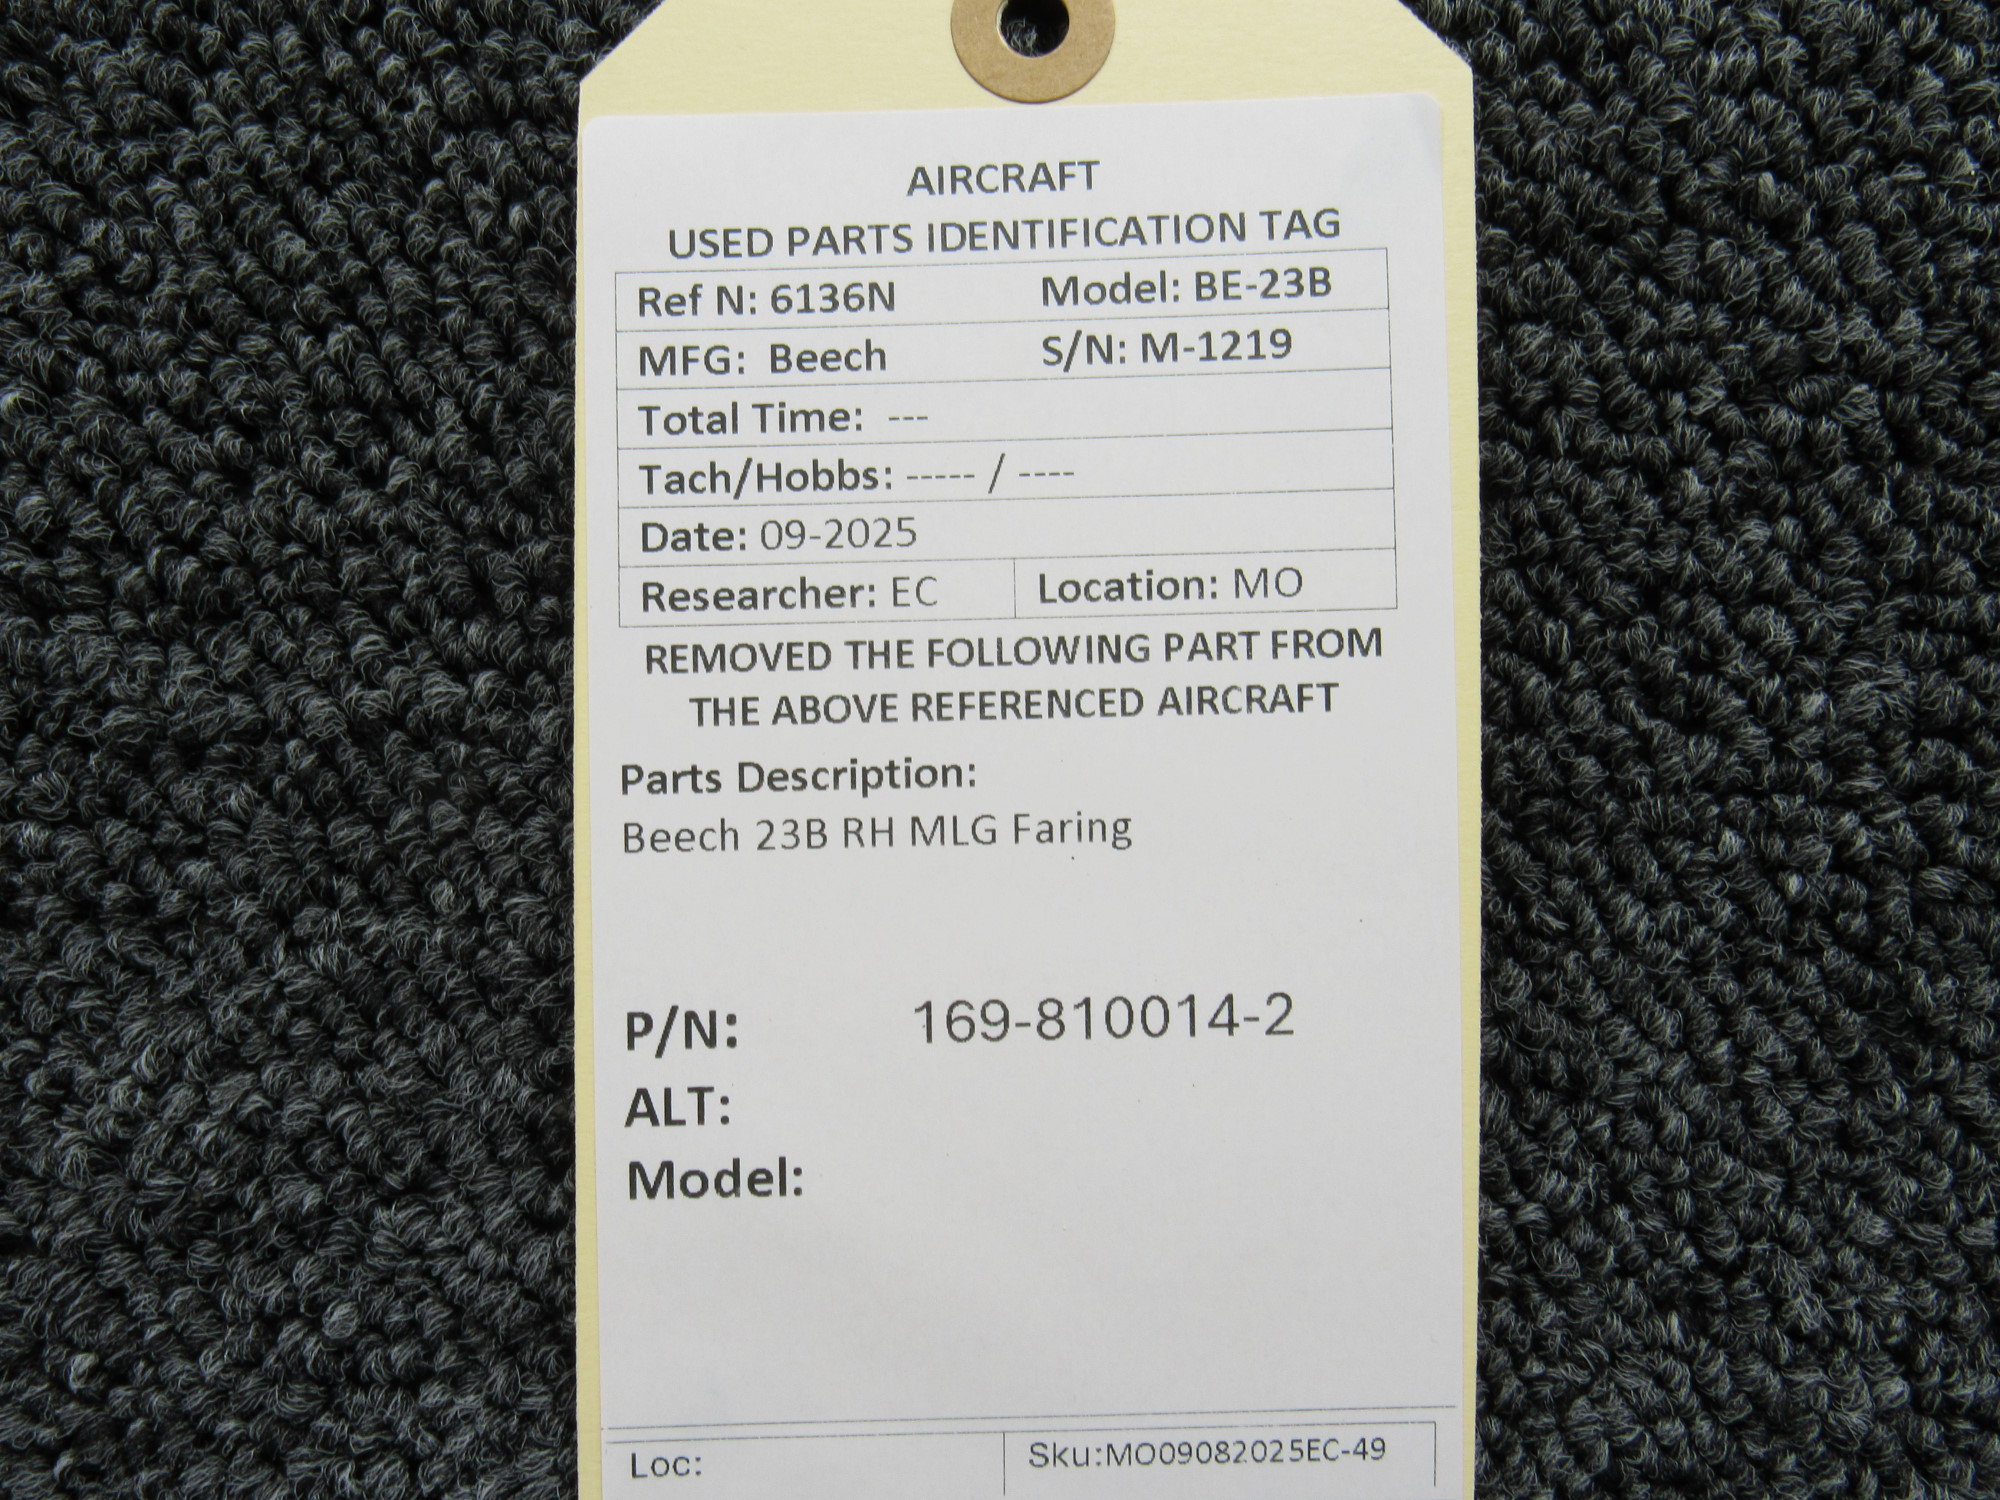 AIRCRAFT
USED PARTS IDENTIFICATION TAG
Ref N: 6136N Model: BE-23B
MFG: Beech S/N: M-1219
Total Time: ---
Tach/Hobbs: ----- / ----
Date: 09-2025
Researcher: EC Location: MO
REMOVED THE FOLLOWING PART FROM
THE ABOVE REFERENCED AIRCRAFT
Parts Description:
Beech 23B RH MLG Faring
P/N: 169-810014-2
ALT:
Model:
Loc: Sku:MO09082025EC-49